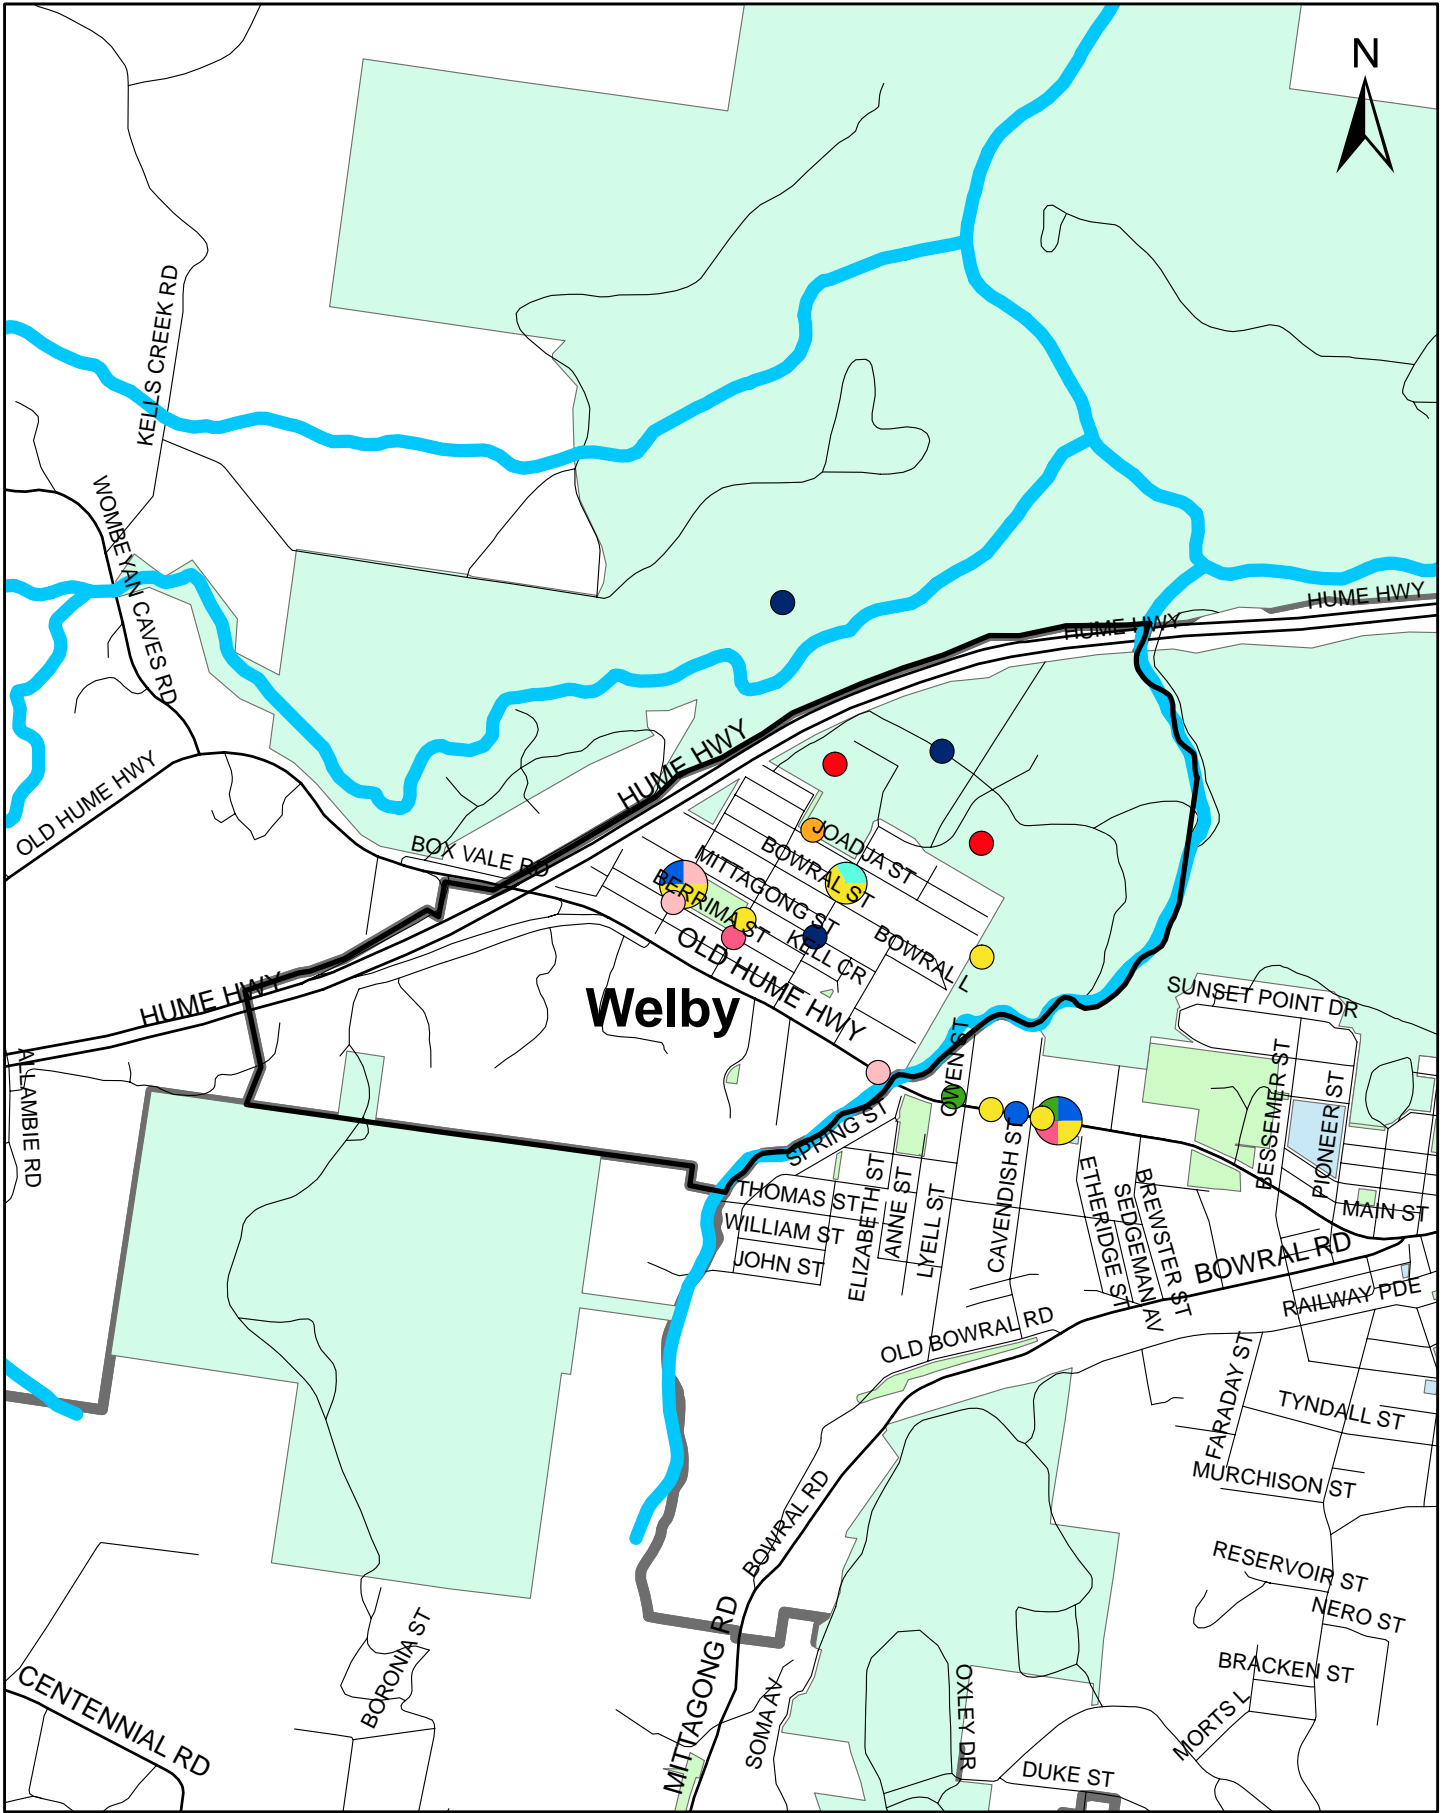 N
KELLS CREEK RD
WOMBEYAN CAVES RD
HUME HWY
HUME HWY
OLD HUME HWY
HUME HWY
BOX VALE RD
JOADJA ST
BOWRAL ST
MITTAGONG ST
BERRIMA ST
KELL CR
BOWRAL L
OLD HUME HWY
Welby
HUME HWY
SUNSET POINT DR
ALLAMBIE RD
OWEN ST
BESSEMER ST
PIONEER ST
SPRING ST
CAVENDISH ST
THOMAS ST
WILLIAM ST
JOHN ST
ELIZABETH ST
ANNE ST
LYELL ST
ETHERIDGE ST
SEDGEMAN AV
BREWSTER ST
MAIN ST
BOWRAL RD
RAILWAY PDE
OLD BOWRAL RD
FARADAY ST
TYNDALL ST
MURCHISON ST
BOWRAL RD
RESERVOIR ST
NERO ST
BRACKEN ST
MORTS L
BORONIA ST
CENTENNIAL RD
MITTAGONG RD
SOMA AV
OXLEY DR
DUKE ST